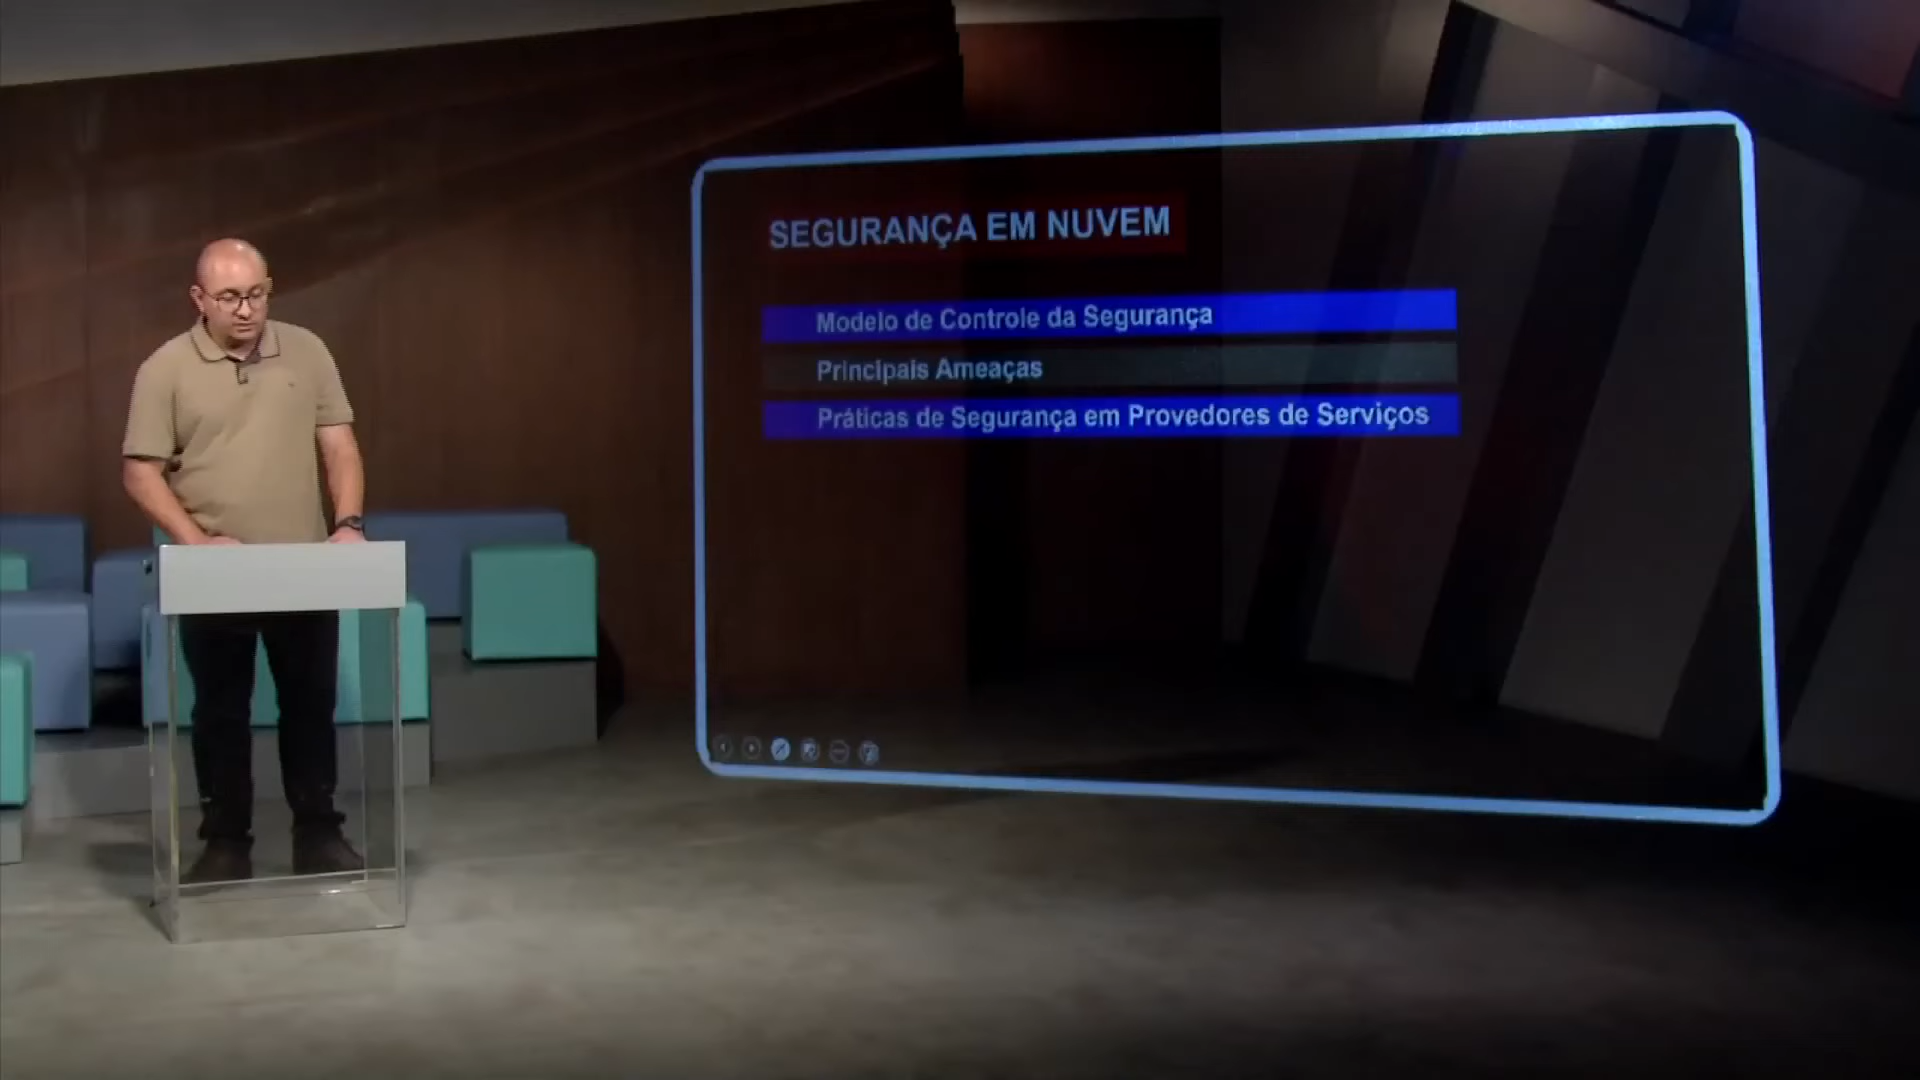 SEGURANÇA EM NUVEM
Modelo de Controle da Segurança
Principais Ameaças
Práticas de Segurança em Provedores de Serviços